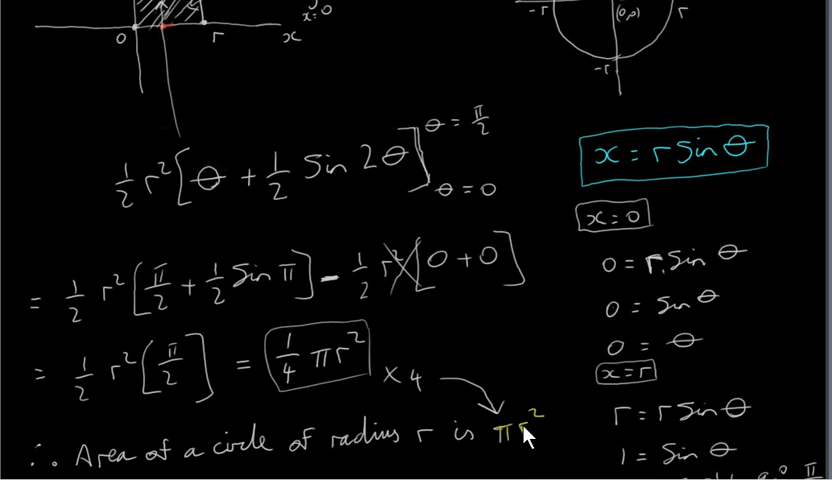 x=0
0 r x
-r (0,0) r
-r
½ r² [θ + ½ Sin 2θ] θ = π/2
θ = 0
= ½ r² [π/2 + ½ Sin π] - ½ r² [0 + 0]
= ½ r² [π/2] = ¼ πr² × 4
∴ Area of a circle of radius r is πr²
x = r Sin θ
x = 0
0 = r Sin θ
0 = Sin θ
0 = θ
x = r
r = r Sin θ
1 = Sin θ